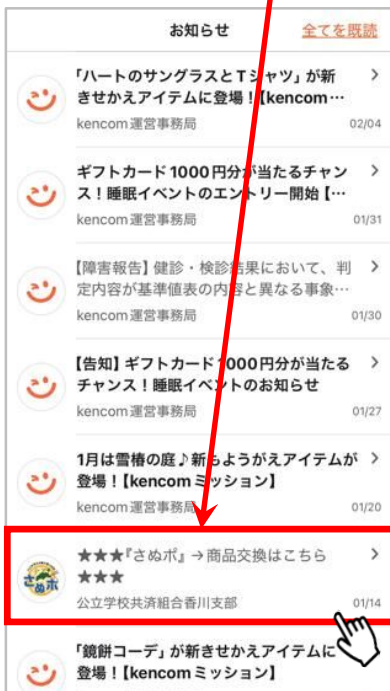 お知らせ
全てを既読
「ハートのサングラスとTシャツ」が新
きせかえアイテムに登場！【kencom…
kencom運営事務局
02/04
ギフトカード1000円分が当たるチャン
ス！睡眠イベントのエントリー開始【…
kencom運営事務局
01/31
【障害報告】健診・検診結果において、判
定内容が基準値表の内容と異なる事象…
kencom運営事務局
01/30
【告知】ギフトカード1000円分が当たる
チャンス！睡眠イベントのお知らせ
kencom運営事務局
01/27
1月は雪椿の庭♪新もようがえアイテムが
登場！【kencomミッション】
kencom運営事務局
01/20
さぬポ
★★★『さぬポ』→商品交換はこちら
★★★
公立学校共済組合香川支部
01/14
「鏡餅コーデ」が新きせかえアイテムに
登場！【kencomミッション】